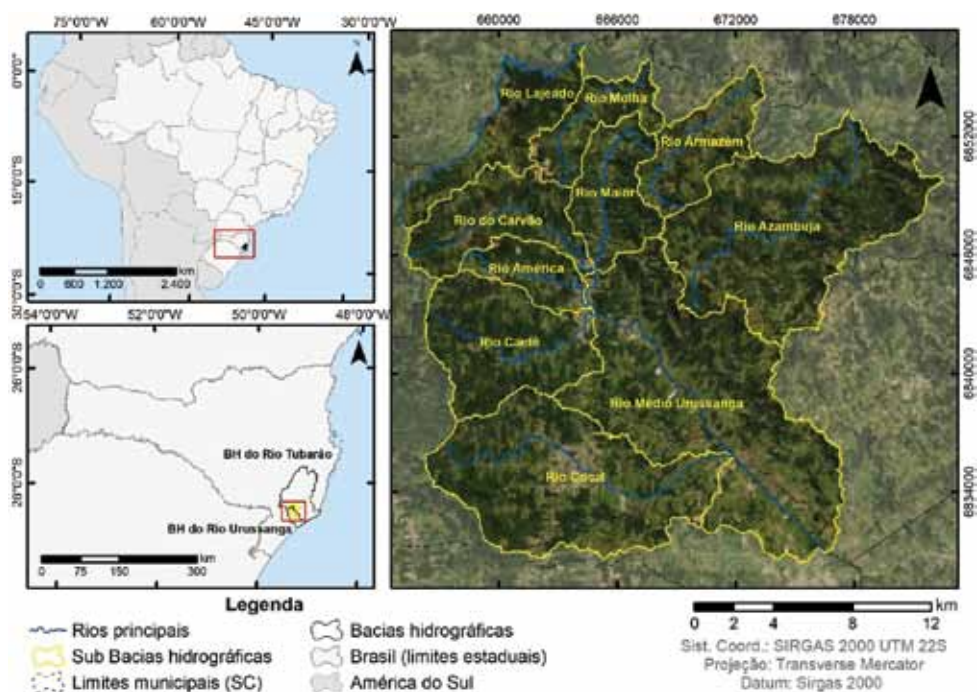 75°0'0"W 60°0'0"W 45°0'0"W 30°0'0"W
0°0'0"
15°0'0"S
30°0'0"S
km
0 600 1.200 2.400
54°0'0"W 52°0'0"W 50°0'0"W 48°0'0"W
26°0'0"S
28°0'0"S
BH do Rio Tubarão
BH do Rio Urussanga
km
0 75 150 300
660000 666000 672000 678000
6852000
6846000
6840000
6834000
Rio Lajeado
Rio Molha
Rio Armazem
Rio Maior
Rio do Carvão
Rio Azambuja
Rio América
Rio Caeté
Rio Médio Urussanga
Rio Cocal
Legenda
Rios principais
Sub Bacias hidrográficas
Limites municipais (SC)
Bacias hidrográficas
Brasil (limites estaduais)
América do Sul
km
0 2 4 8 12
Sist. Coord.: SIRGAS 2000 UTM 22S
Projeção: Transverse Mercator
Datum: Sirgas 2000